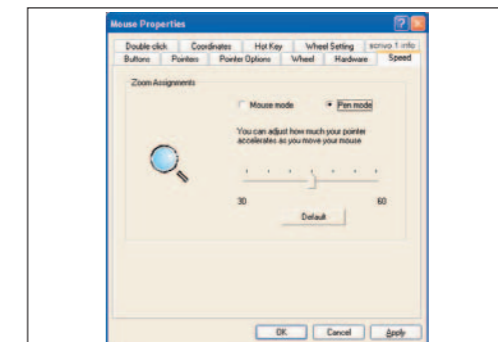 Mouse Properties
Double click Coordinates Hot Key Wheel Setting scrivo 1 info
Buttons Pointers Pointer Options Wheel Hardware Speed
Zoom Assignments
Mouse mode Pen mode
You can adjust how much your pointer
accelerates as you move your mouse
30 60
Default
OK Cancel Apply